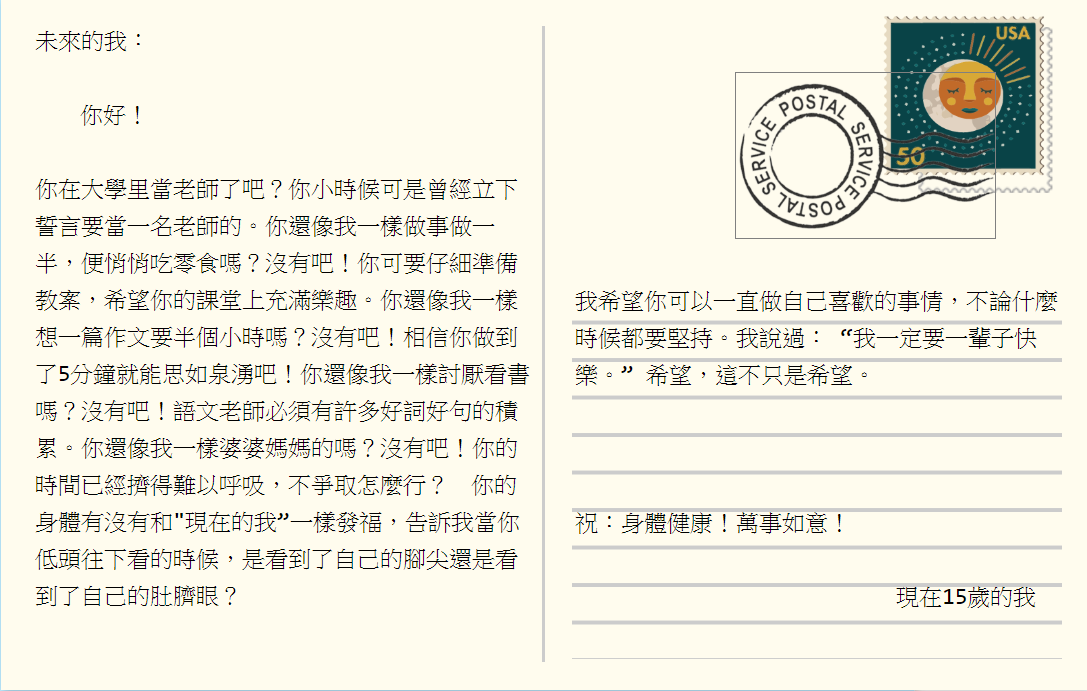 未來的我：
你好！
你在大學里當老師了吧？你小時候可是曾經立下
誓言要當一名老師的。你還像我一樣做事做一
半，便悄悄吃零食嗎？沒有吧！你可要仔細準備
教案，希望你的課堂上充滿樂趣。你還像我一樣
想一篇作文要半個小時嗎？沒有吧！相信你做到
了5分鐘就能思如泉湧吧！你還像我一樣討厭看書
嗎？沒有吧！語文老師必須有許多好詞好句的積
累。你還像我一樣婆婆媽媽的嗎？沒有吧！你的
時間已經擠得難以呼吸，不爭取怎麼行？　你的
身體有沒有和"現在的我”一樣發福，告訴我當你
低頭往下看的時候，是看到了自己的腳尖還是看
到了自己的肚臍眼？
USA
50
POSTAL SERVICE POSTAL SERVICE
我希望你可以一直做自己喜歡的事情，不論什麼
時候都要堅持。我說過： “我一定要一輩子快
樂。” 希望，這不只是希望。
祝：身體健康！萬事如意！
現在15歲的我